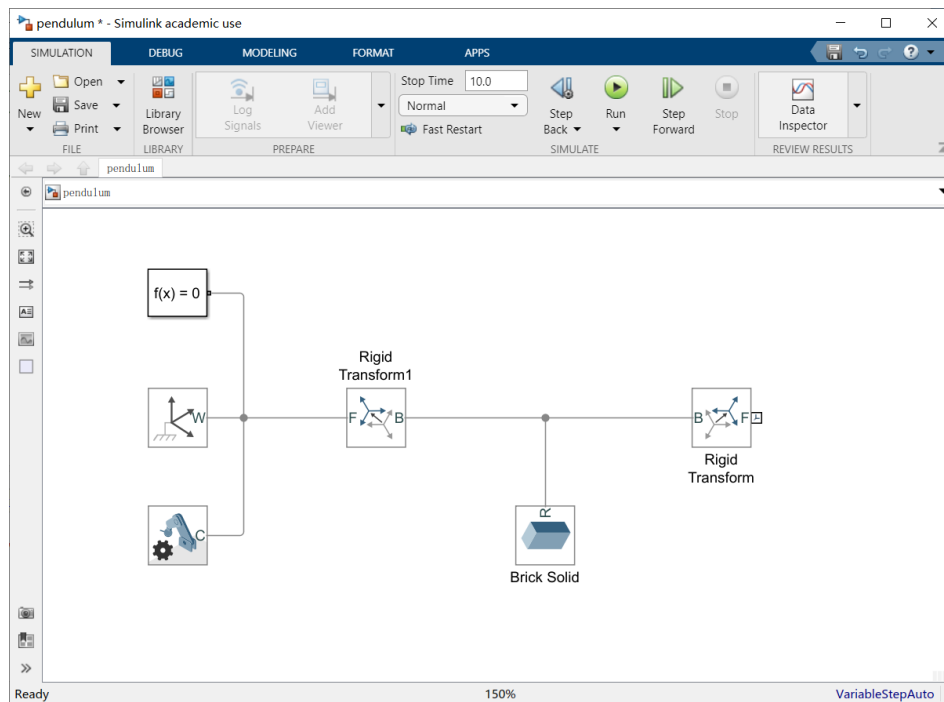 pendulum * - Simulink academic use
SIMULATION DEBUG MODELING FORMAT APPS
New
Open
Save
Print
FILE
Library
Browser
LIBRARY
Log
Signals
Add
Viewer
PREPARE
Stop Time 10.0
Normal
Fast Restart
Step
Back
Run
Step
Forward
Stop
SIMULATE
Data
Inspector
REVIEW RESULTS
pendulum
pendulum
f(x) = 0
Rigid
Transform1
W
F B
B F
Rigid
Transform
C
R
Brick Solid
Ready 150% VariableStepAuto